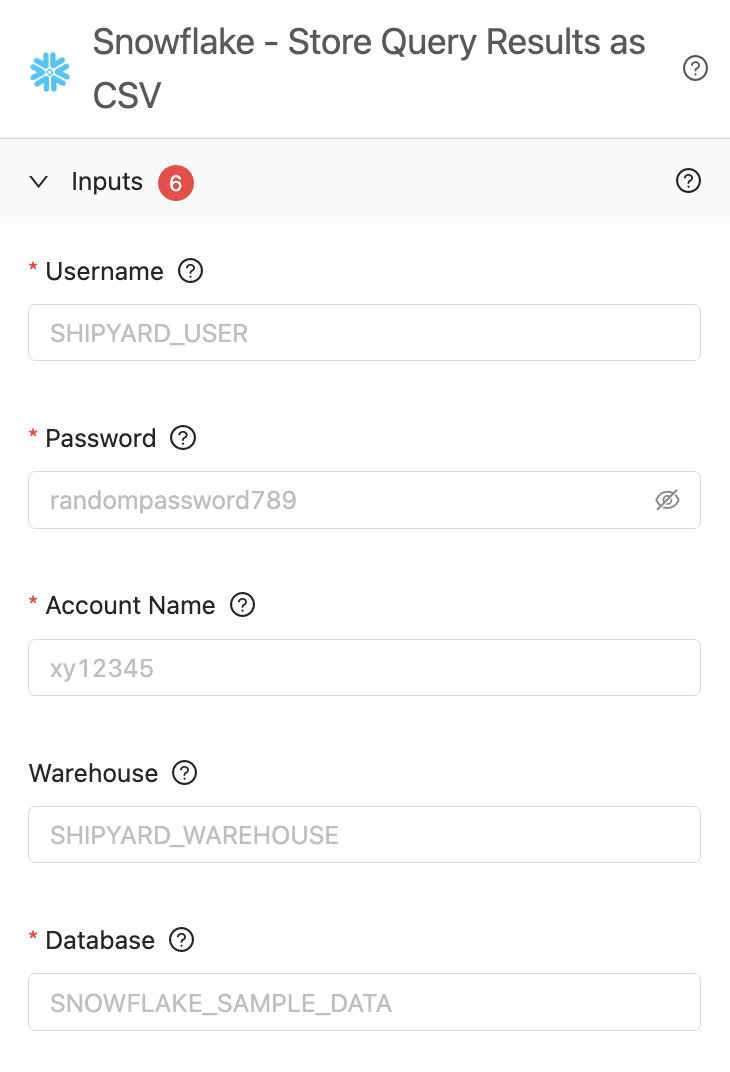 Snowflake - Store Query Results as
CSV
Inputs 6
* Username
SHIPYARD_USER
* Password
randompassword789
* Account Name
xy12345
Warehouse
SHIPYARD_WAREHOUSE
* Database
SNOWFLAKE_SAMPLE_DATA